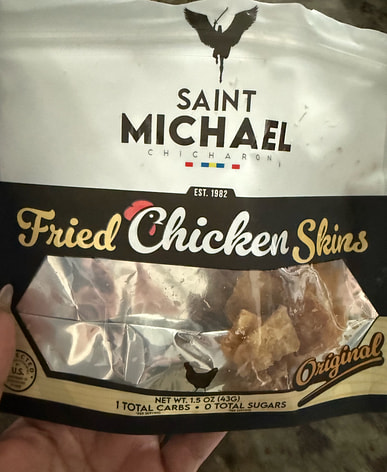 SAINT
MICHAEL
CHICHARON
EST. 1982
Fried Chicken Skins
Original
U.S.
NET WT. 1.5 OZ (43G)
1 TOTAL CARBS • 0 TOTAL SUGARS